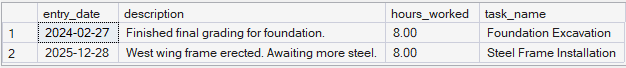 entry_date description hours_worked task_name
1 2024-02-27 Finished final grading for foundation. 8.00 Foundation Excavation
2 2025-12-28 West wing frame erected. Awaiting more steel. 8.00 Steel Frame Installation